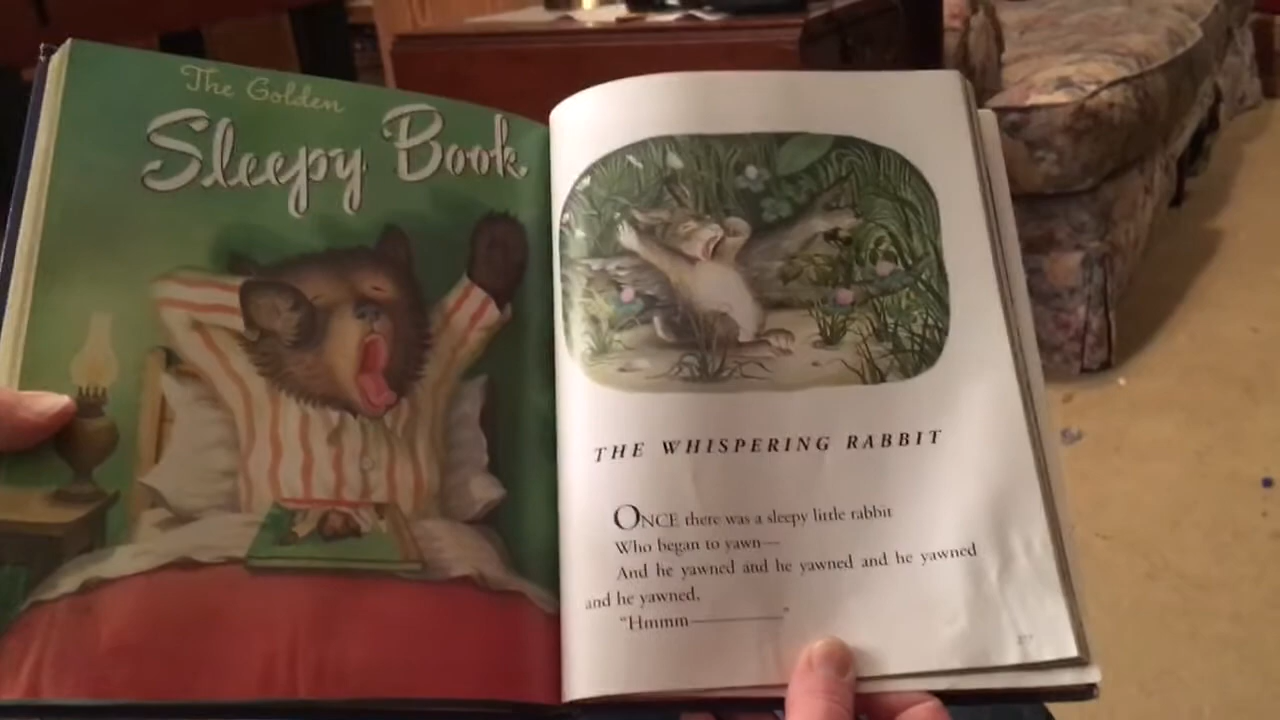 The Golden
Sleepy Book
THE WHISPERING RABBIT
ONCE there was a sleepy little rabbit
Who began to yawn—
And he yawned and he yawned and he yawned
and he yawned.
“Hmmm————”